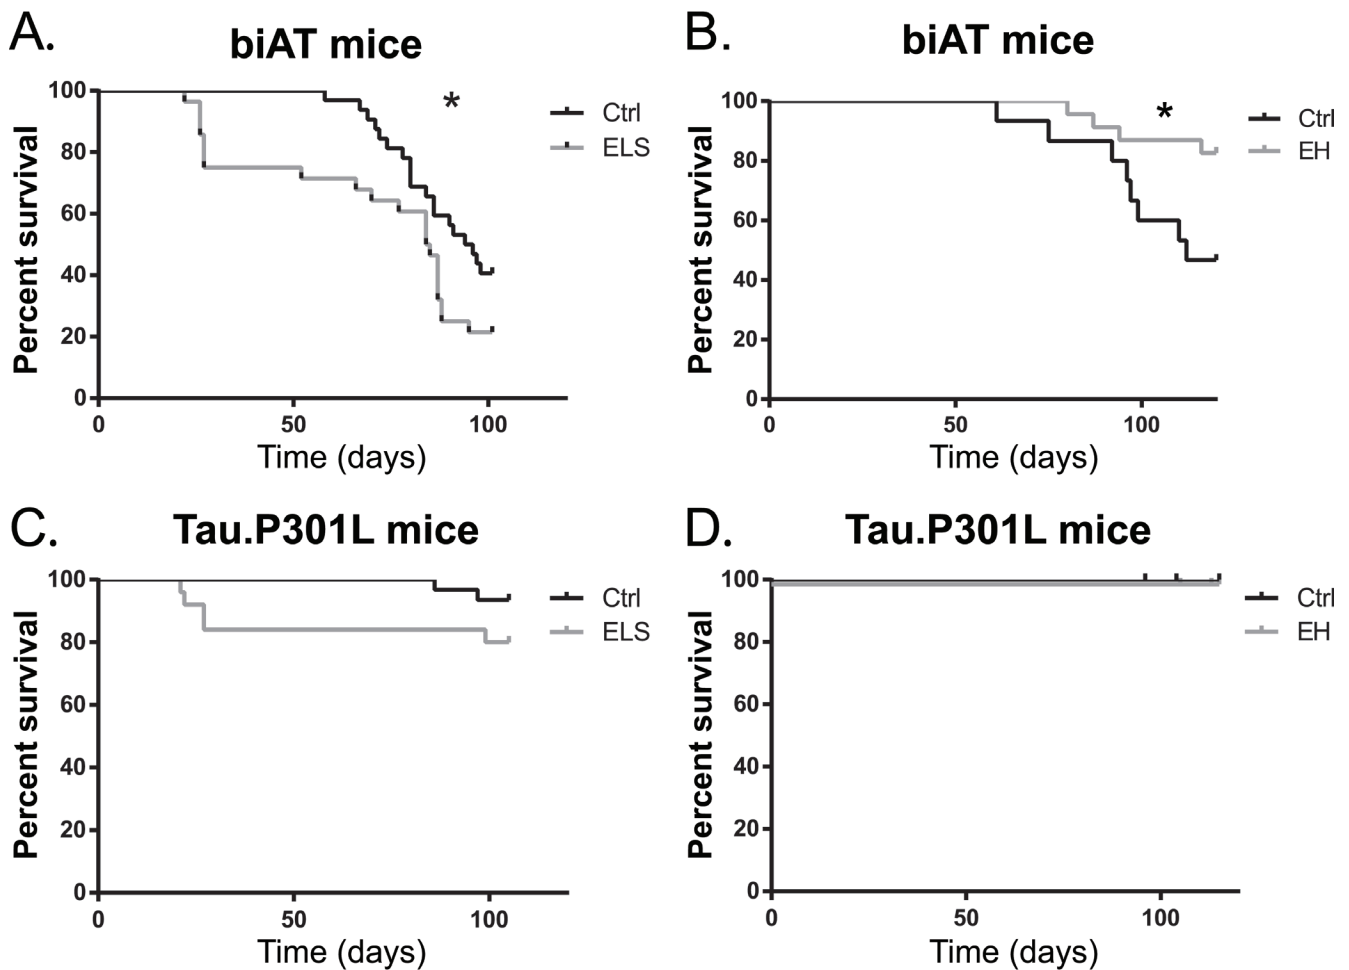 A.
biAT mice
Percent survival
100
80
60
40
20
0
0
50
100
Time (days)
*
Ctrl
ELS
B.
biAT mice
Percent survival
100
80
60
40
20
0
0
50
100
Time (days)
*
Ctrl
EH
C.
Tau.P301L mice
Percent survival
100
80
60
40
20
0
0
50
100
Time (days)
Ctrl
ELS
D.
Tau.P301L mice
Percent survival
100
80
60
40
20
0
0
50
100
Time (days)
Ctrl
EH